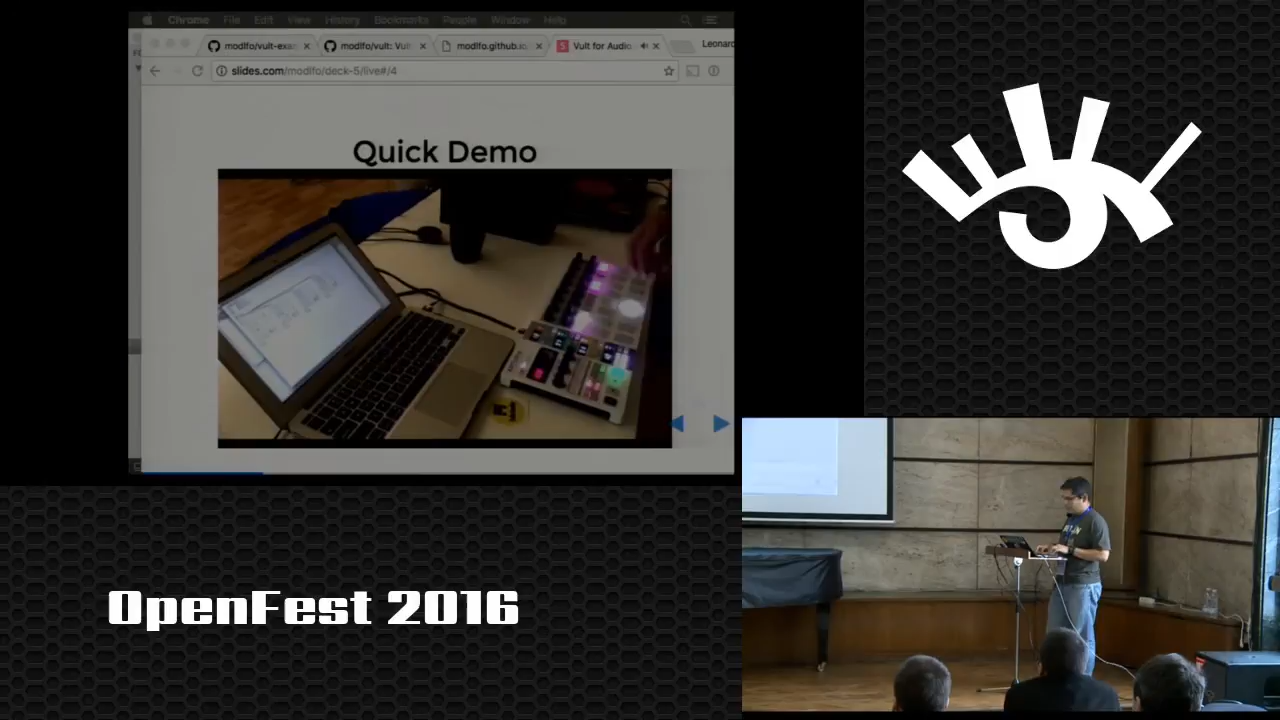 Chrome File Edit View History Bookmarks People Window Help
modlfo/vult-exa modlfo/vult: Vul modlfo.github.io Vult for Audio Leonard
slides.com/modlfo/deck-5/live#/4
Quick Demo
OpenFest 2016